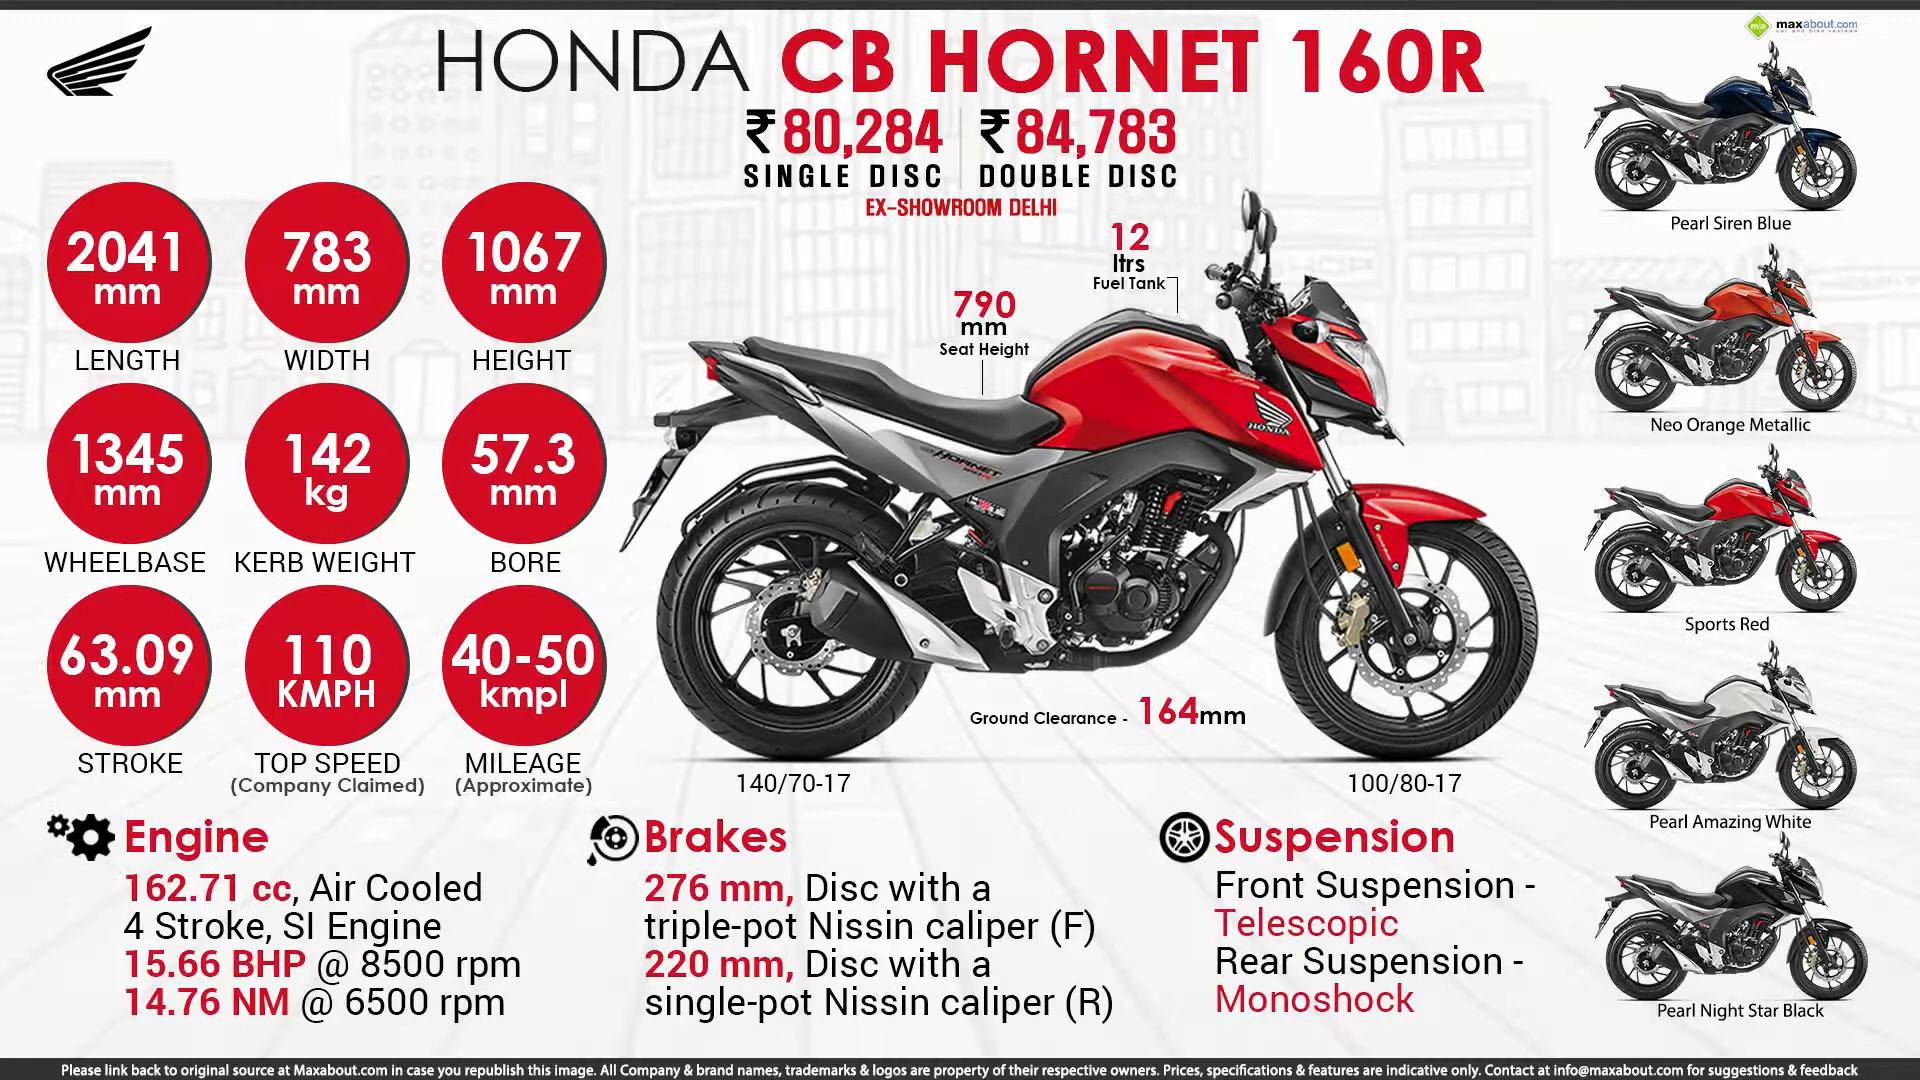 maxabout.com
car and bike reviews
HONDA CB HORNET 160R
₹80,284
SINGLE DISC
₹84,783
DOUBLE DISC
EX-SHOWROOM DELHI
2041
mm
LENGTH
783
mm
WIDTH
1067
mm
HEIGHT
1345
mm
WHEELBASE
142
kg
KERB WEIGHT
57.3
mm
BORE
63.09
mm
STROKE
110
KMPH
TOP SPEED
(Company Claimed)
40-50
kmpl
MILEAGE
(Approximate)
12
ltrs
Fuel Tank
790
mm
Seat Height
HONDA
HORNET
Ground Clearance - 164mm
140/70-17
100/80-17
Pearl Siren Blue
Neo Orange Metallic
Sports Red
Pearl Amazing White
Pearl Night Star Black
Engine
162.71 cc, Air Cooled
4 Stroke, SI Engine
15.66 BHP @ 8500 rpm
14.76 NM @ 6500 rpm
Brakes
276 mm, Disc with a
triple-pot Nissin caliper (F)
220 mm, Disc with a
single-pot Nissin caliper (R)
Suspension
Front Suspension -
Telescopic
Rear Suspension -
Monoshock
Please link back to original source at Maxabout.com in case you republish this image. All Company & brand names, trademarks & logos are property of their respective owners. Prices, specifications & features are indicative only. Contact at info@maxabout.com for suggestions & feedback